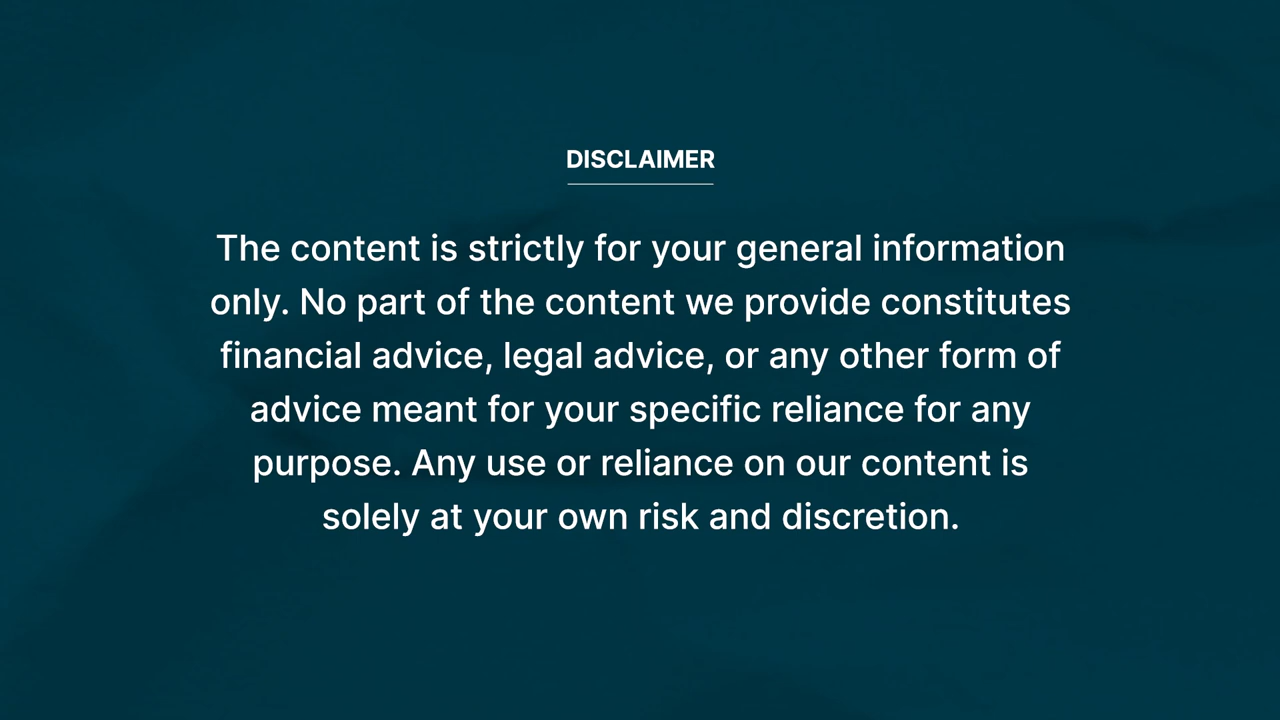 DISCLAIMER
The content is strictly for your general information
only. No part of the content we provide constitutes
financial advice, legal advice, or any other form of
advice meant for your specific reliance for any
purpose. Any use or reliance on our content is
solely at your own risk and discretion.